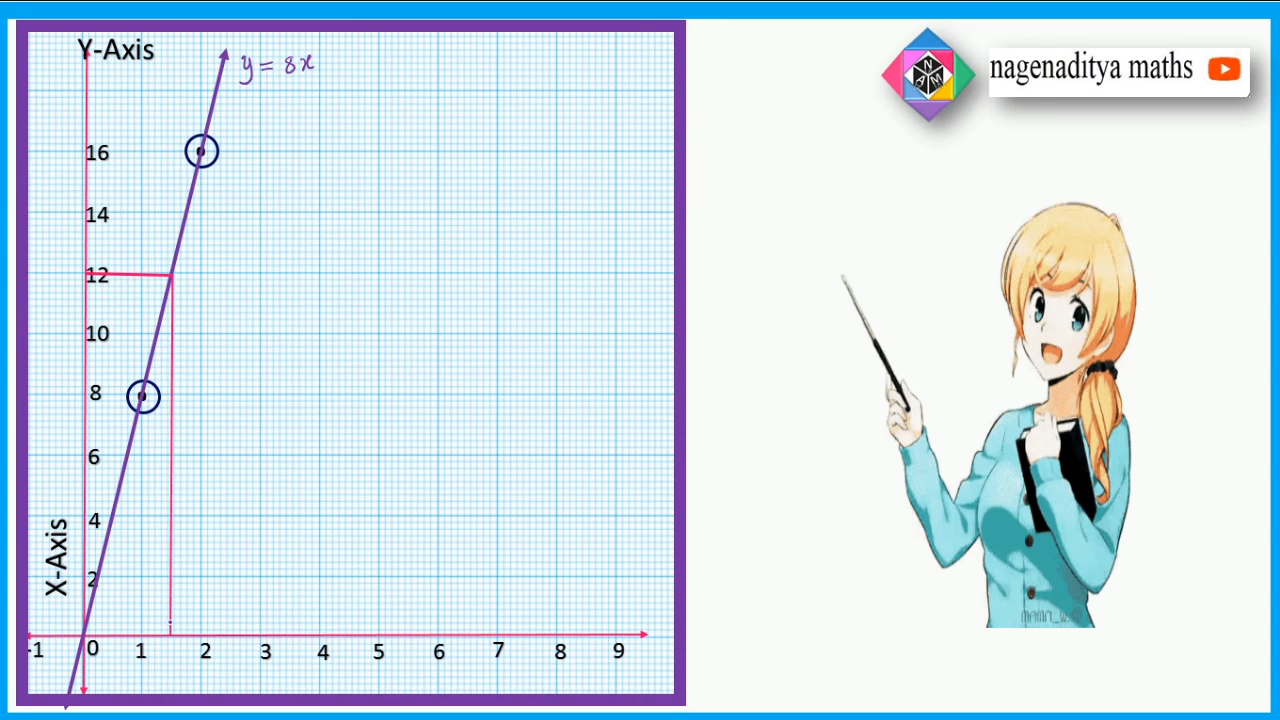 Y-Axis
y = 8x
nagenaditya maths
N
A M
16
14
12
10
8
6
4
2
X-Axis
-1 0 1 2 3 4 5 6 7 8 9